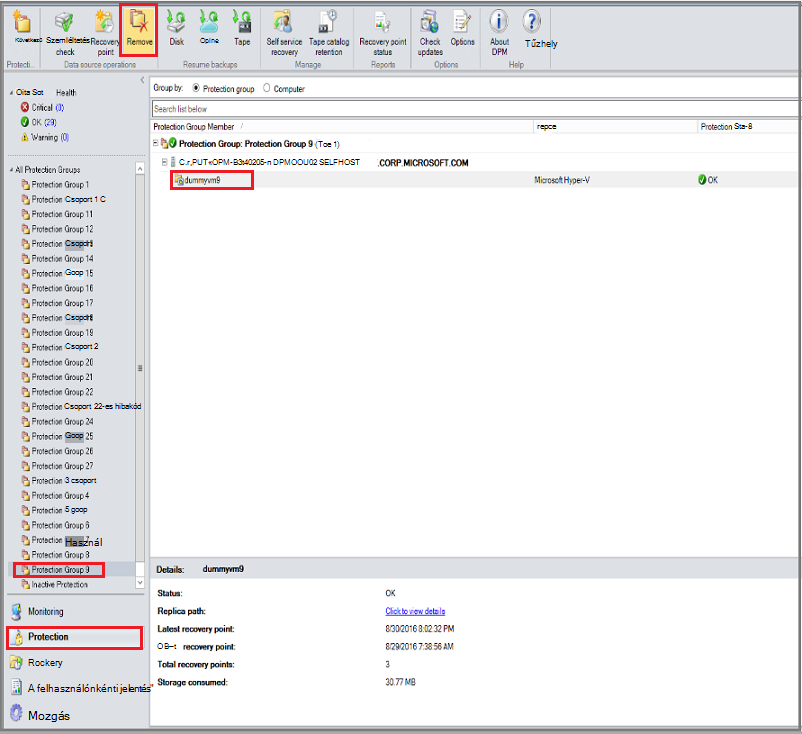 Következő
Szemléltetés check
Recovery point
Remove
Disk
Opine
Tape
Self service recovery
Tape catalog retention
Recovery point status
Check updates
Options
About DPM
Tűzhely
Protecti...
Data source operations
Resume backups
Manage
Reports
Options
Help
Oita Sot Health
Critical (0)
OK (29)
Warning (0)
All Protection Groups
Protection Group 1
Protection Csoport 1 C
Protection Group 11
Protection Group 12
Protection Csoport
Protection Group 14
Protection Goop 15
Protection Group 16
Protection Group 17
Protection Csoport
Protection Group 19
Protection Csoport 2
Protection Group 20
Protection Group 21
Protection Group 22
Protection Csoport 22-es hibakód
Protection Group 24
Protection Goop 25
Protection Group 26
Protection Group 27
Protection 3 csoport
Protection Group 4
Protection 5 goop
Protection Group 6
Protection Használ
Protection Group 8
Protection Group 9
Inactive Protection
Monitoring
Protection
Rockery
A felhasználónkénti jelentés"
Mozgás
Group by: Protection group Computer
Search list below
Protection Group Member / repce Protection Sta-8
Protection Group: Protection Group 9 (Toe 1)
C.r,PUT«OPM-B3t40205-n DPMOOU02 SELFHOST .CORP.MICROSOFT.COM
dummyvm9 Microsoft Hyper-V OK
Details: dummyvm9
Status: OK
Replica path: Click to view details
Latest recovery point: 8/30/2016 8:02:32 PM
OB-t recovery point: 8/29/2016 7:38:56 AM
Total recovery points: 3
Storage consumed: 30.77 MB